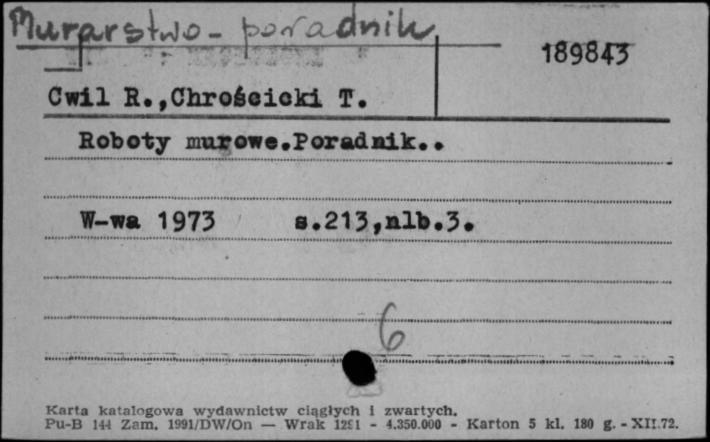 Murarstwo - poradnik
189843
Cwil R.,Chrościcki T.
Roboty murowe.Poradnik..
W-wa 1973 s.213,nlb.3.
6
Karta katalogowa wydawnictw ciągłych i zwartych.
Pu-B 144 Zam. 1991/DW/On — Wrak 1291 - 4.350.000 - Karton 5 kl. 180 g. - XII.72.